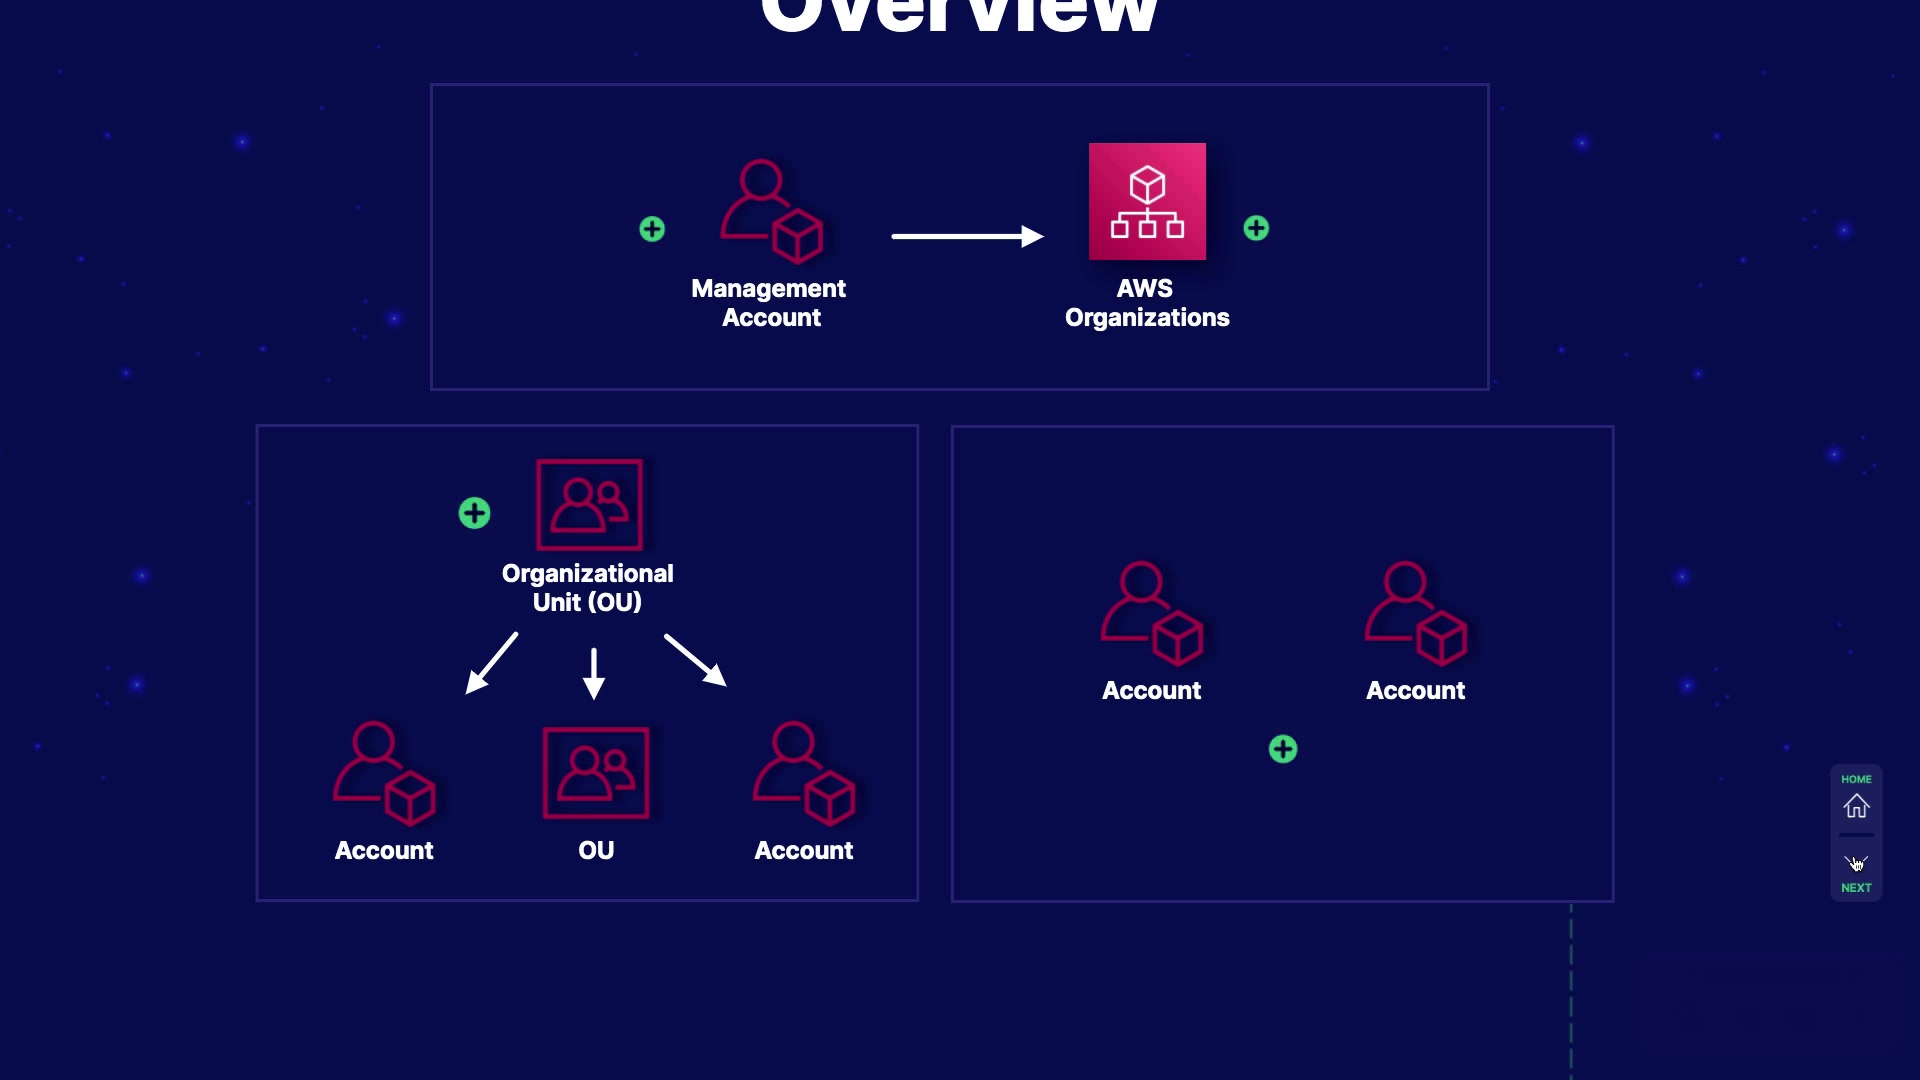 Overview
Management
Account
AWS
Organizations
Organizational
Unit (OU)
Account
OU
Account
Account
Account
HOME
NEXT